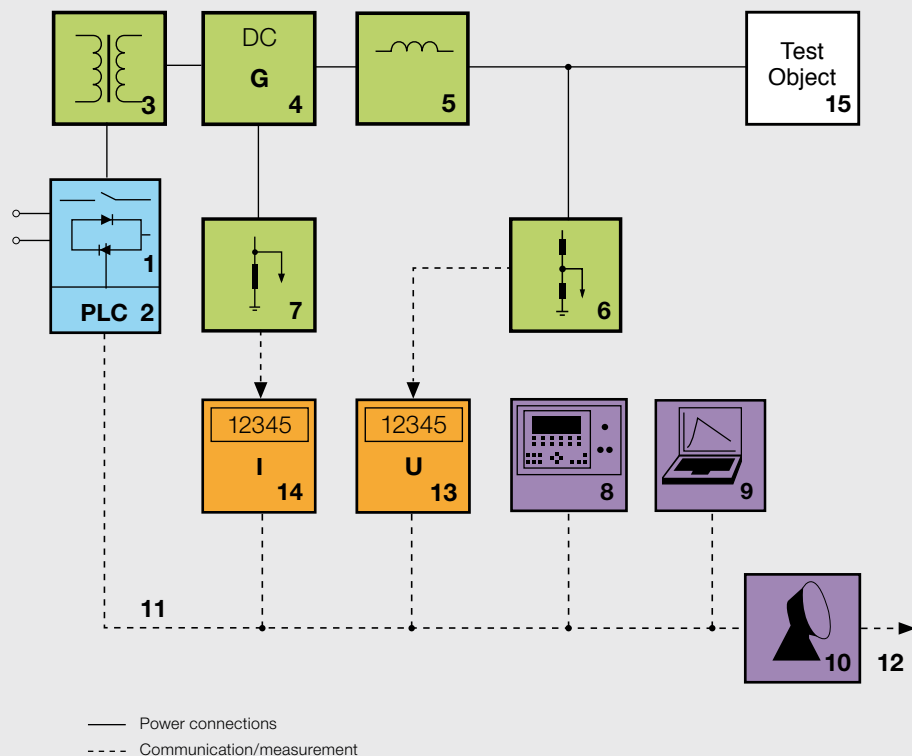 3
DC
G
4
5
Test
Object
15
1
PLC 2
7
6
12345
I
14
12345
U
13
8
9
11
10
12
Power connections
Communication/measurement